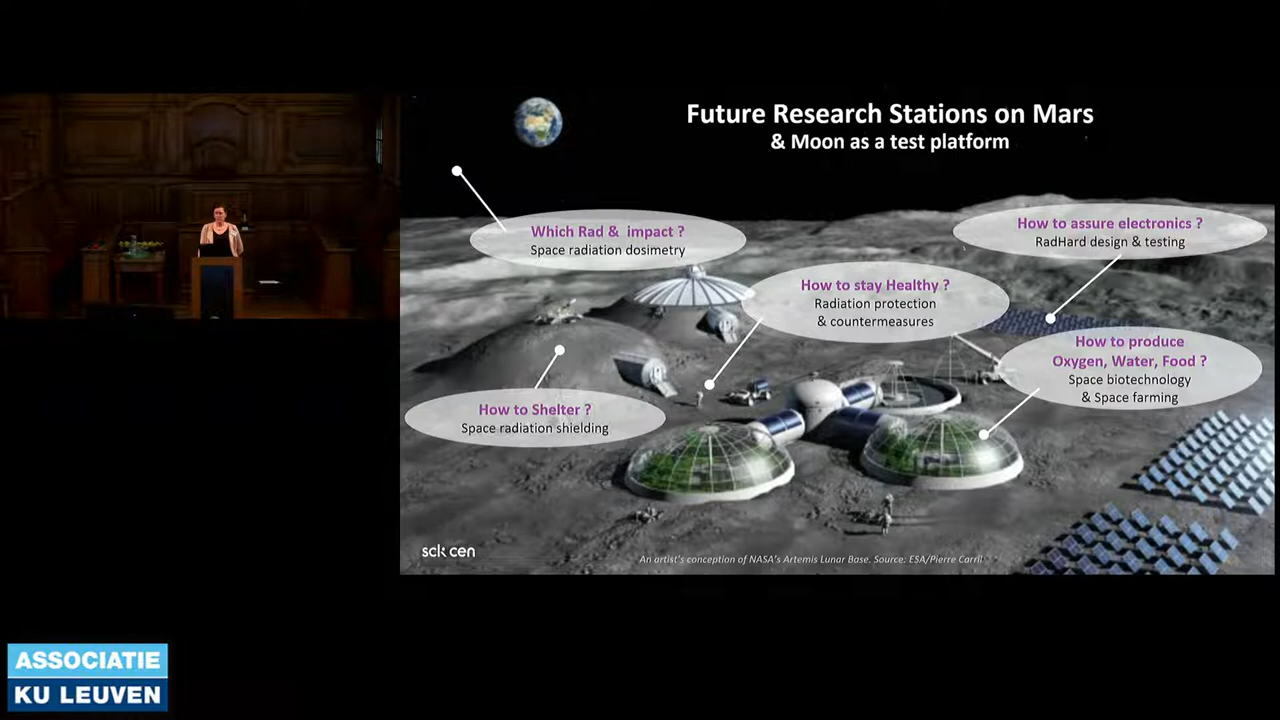 Future Research Stations on Mars
& Moon as a test platform
Which Rad & impact ?
Space radiation dosimetry
How to assure electronics ?
RadHard design & testing
How to stay Healthy ?
Radiation protection
& countermeasures
How to produce
Oxygen, Water, Food ?
Space biotechnology
& Space farming
How to Shelter ?
Space radiation shielding
sck cen
An artist's conception of NASA's Artemis Lunar Base. Source: ESA/Pierre Carril
ASSOCIATIE
KU LEUVEN